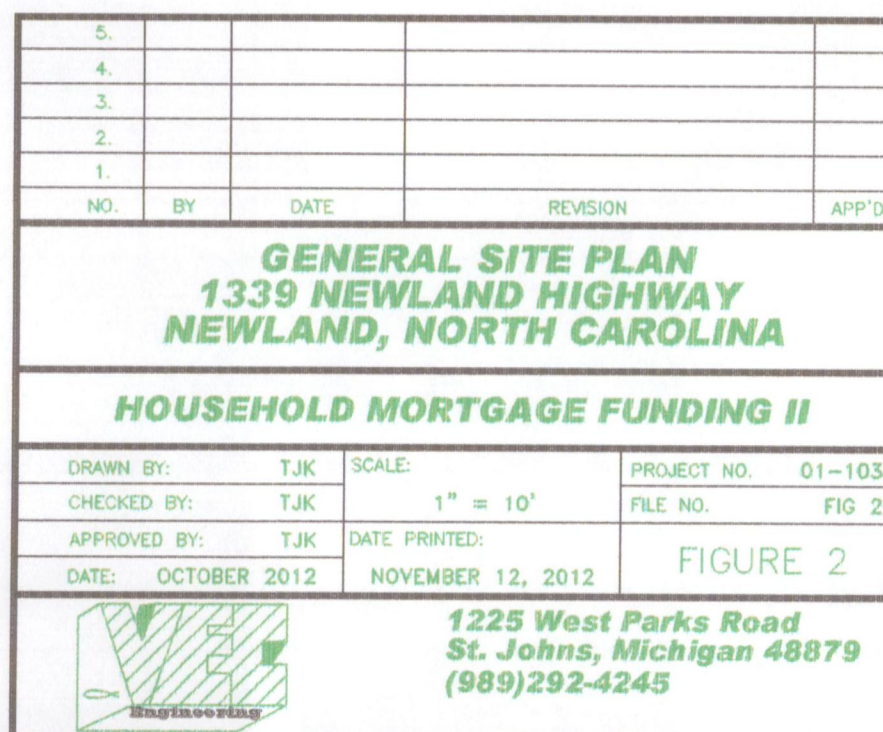 5.
4.
3.
2.
1.
NO. BY DATE REVISION APP'D
GENERAL SITE PLAN
1339 NEWLAND HIGHWAY
NEWLAND, NORTH CAROLINA
HOUSEHOLD MORTGAGE FUNDING II
DRAWN BY: TJK SCALE: PROJECT NO. 01-103
CHECKED BY: TJK 1" = 10' FILE NO. FIG 2
APPROVED BY: TJK DATE PRINTED: FIGURE 2
DATE: OCTOBER 2012 NOVEMBER 12, 2012
VEE
Engineering
1225 West Parks Road
St. Johns, Michigan 48879
(989)292-4245